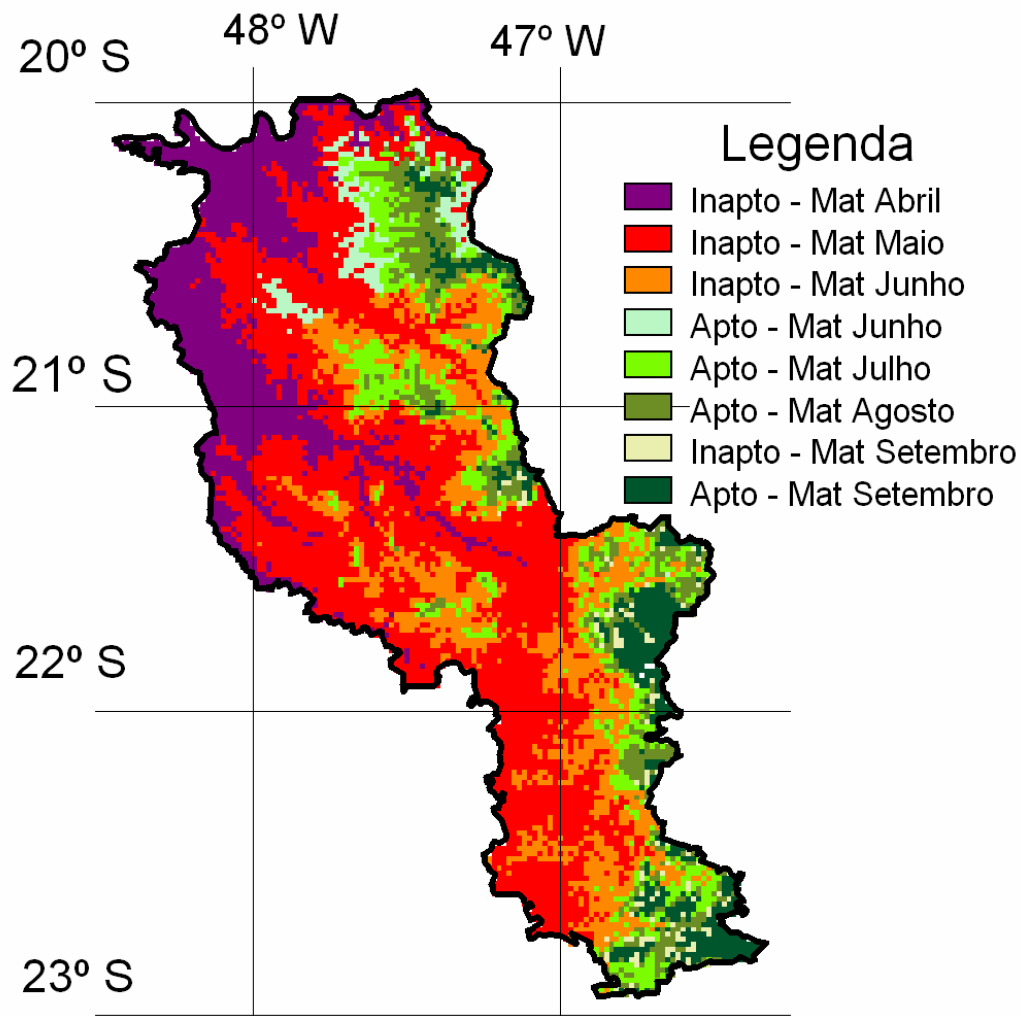 48º W
47º W
20º S
Legenda
Inapto - Mat Abril
Inapto - Mat Maio
Inapto - Mat Junho
Apto - Mat Junho
21º S
Apto - Mat Julho
Apto - Mat Agosto
Inapto - Mat Setembro
Apto - Mat Setembro
22º S
23º S